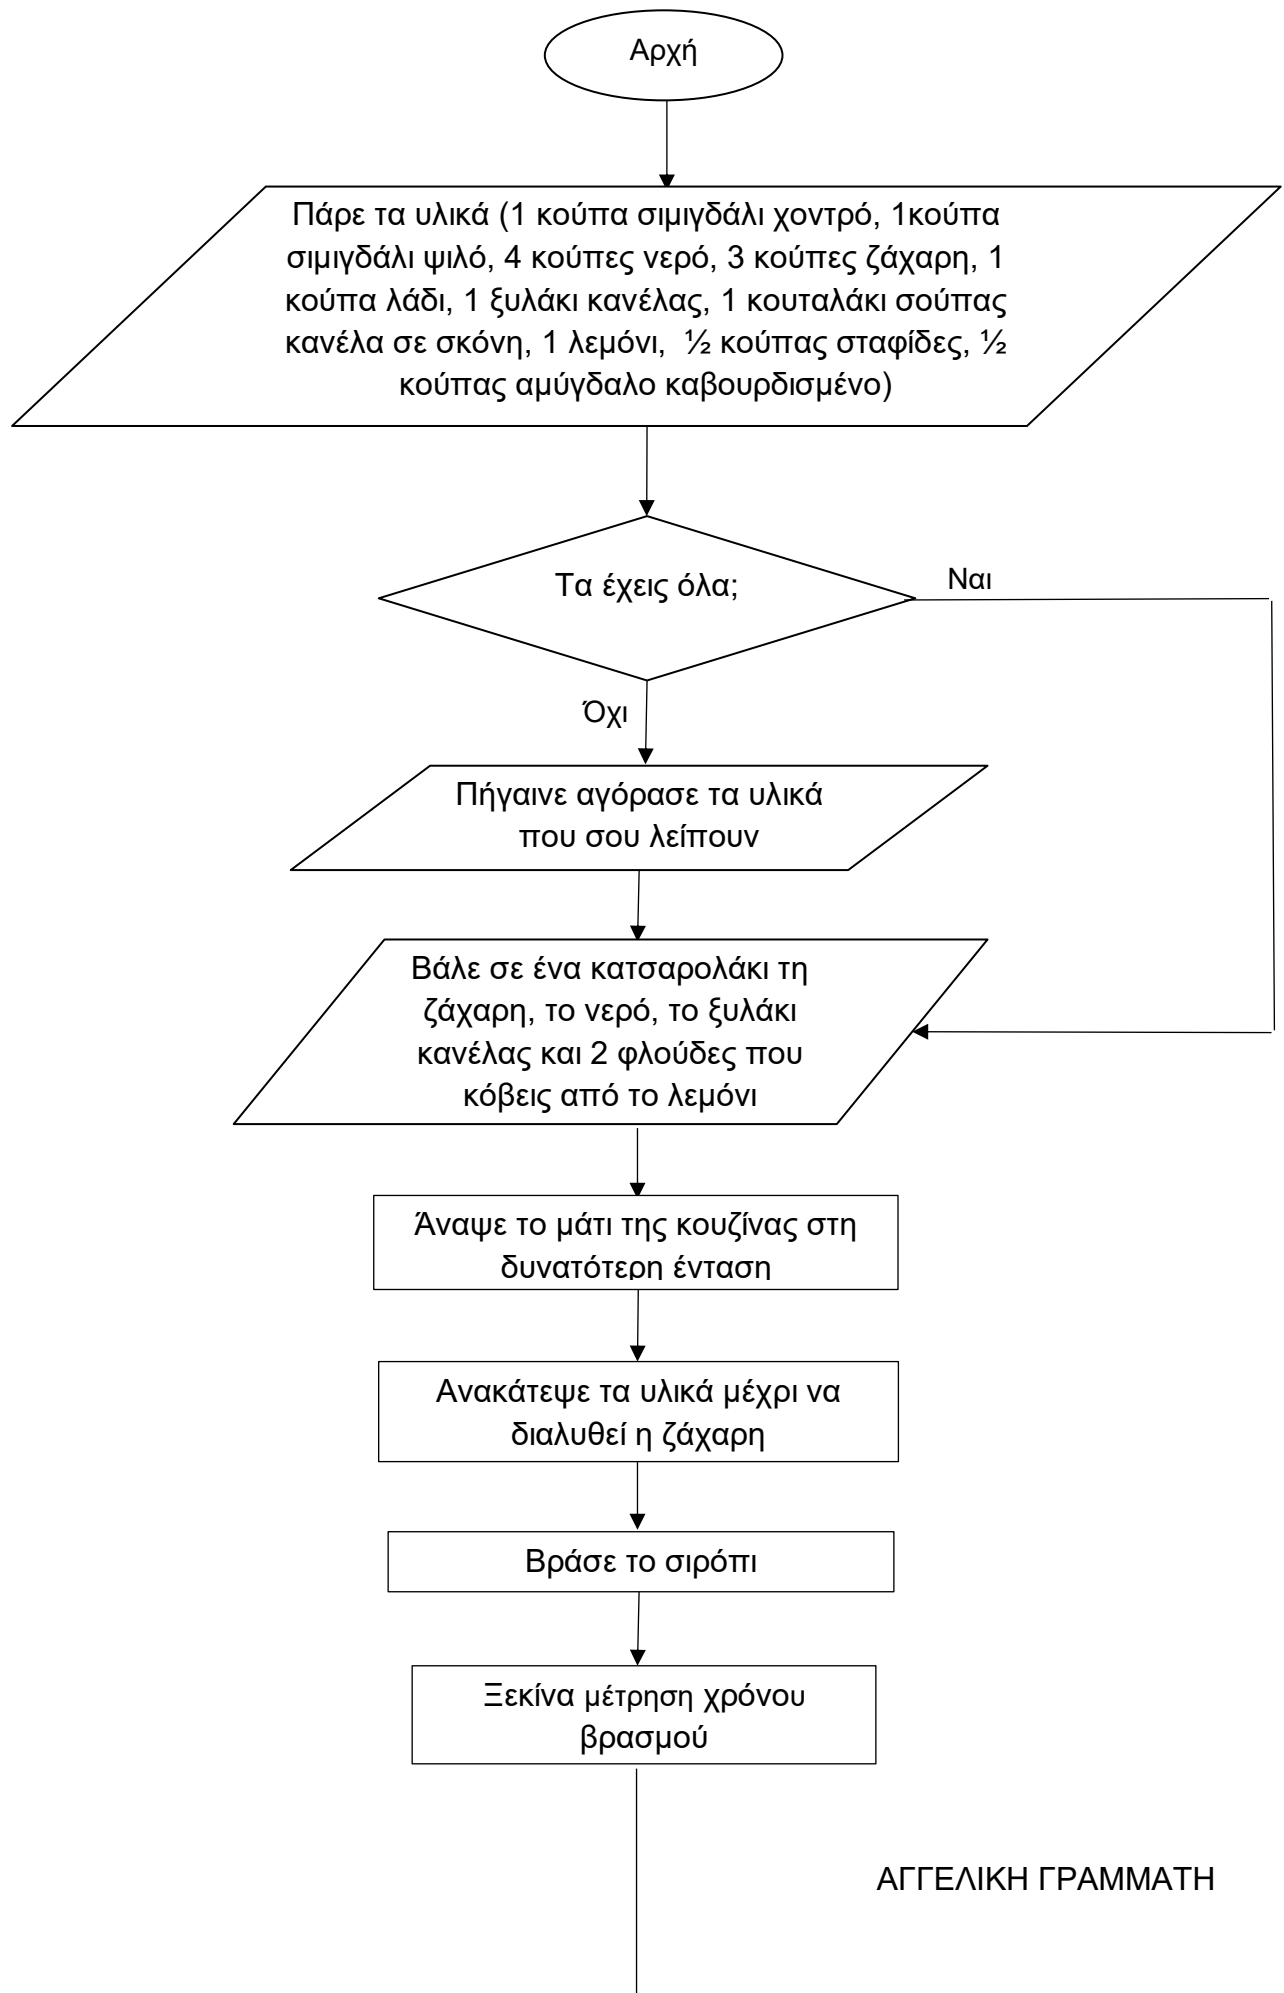 Αρχή
Πάρε τα υλικά (1 κούπα σιμιγδάλι χοντρό, 1κούπα
σιμιγδάλι ψιλό, 4 κούπες νερό, 3 κούπες ζάχαρη, 1
κούπα λάδι, 1 ξυλάκι κανέλας, 1 κουταλάκι σούπας
κανέλα σε σκόνη, 1 λεμόνι, ½ κούπας σταφίδες, ½
κούπας αμύγδαλο καβουρδισμένο)
Τα έχεις όλα;
Ναι
Όχι
Πήγαινε αγόρασε τα υλικά
που σου λείπουν
Βάλε σε ένα κατσαρολάκι τη
ζάχαρη, το νερό, το ξυλάκι
κανέλας και 2 φλούδες που
κόβεις από το λεμόνι
Άναψε το μάτι της κουζίνας στη
δυνατότερη ένταση
Ανακάτεψε τα υλικά μέχρι να
διαλυθεί η ζάχαρη
Βράσε το σιρόπι
Ξεκίνα μέτρηση χρόνου
βρασμού
ΑΓΓΕΛΙΚΗ ΓΡΑΜΜΑΤΗ